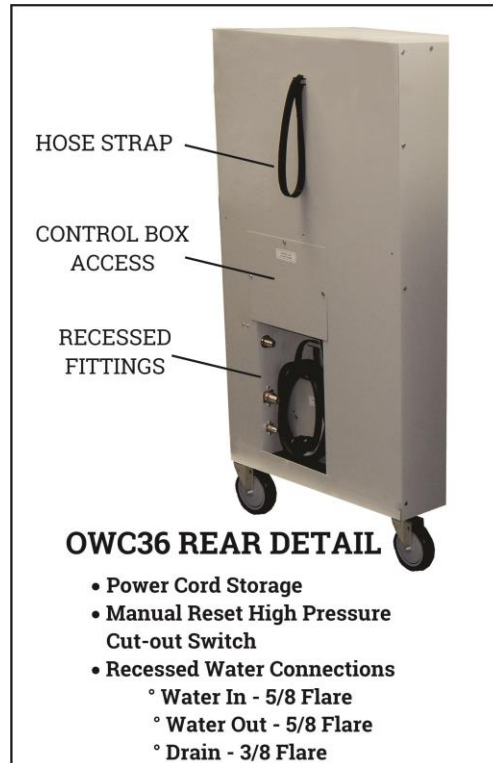 HOSE STRAP
CONTROL BOX
ACCESS
RECESSED
FITTINGS
OWC36 REAR DETAIL
• Power Cord Storage
• Manual Reset High Pressure
Cut-out Switch
• Recessed Water Connections
° Water In - 5/8 Flare
° Water Out - 5/8 Flare
° Drain - 3/8 Flare